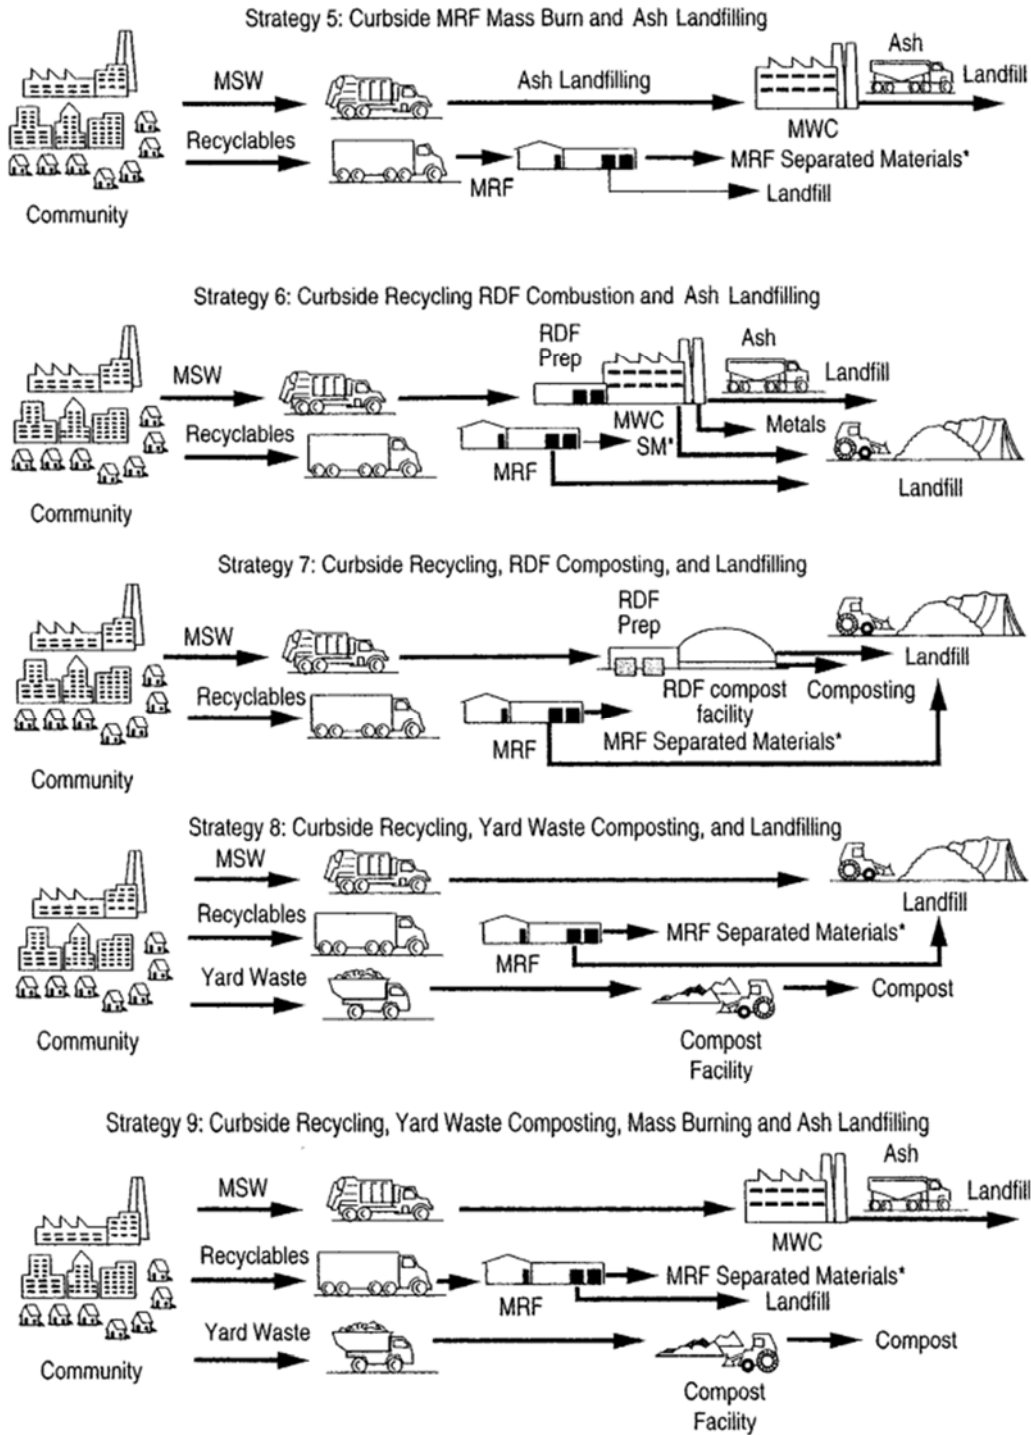 Strategy 5: Curbside MRF Mass Burn and Ash Landfilling
MSW
Ash Landfilling
Ash
Landfill
MWC
Recyclables
MRF
MRF Separated Materials*
Landfill
Community
Strategy 6: Curbside Recycling RDF Combustion and Ash Landfilling
MSW
RDF
Prep
Ash
Landfill
MWC
Recyclables
MRF
SM*
Metals
Landfill
Community
Strategy 7: Curbside Recycling, RDF Composting, and Landfilling
MSW
RDF
Prep
Landfill
RDF compost
facility
Composting
Recyclables
MRF
MRF Separated Materials*
Community
Strategy 8: Curbside Recycling, Yard Waste Composting, and Landfilling
MSW
Landfill
Recyclables
MRF
MRF Separated Materials*
Yard Waste
Compost
Facility
Compost
Community
Strategy 9: Curbside Recycling, Yard Waste Composting, Mass Burning and Ash Landfilling
MSW
Ash
Landfill
MWC
Recyclables
MRF
MRF Separated Materials*
Landfill
Yard Waste
Compost
Facility
Compost
Community